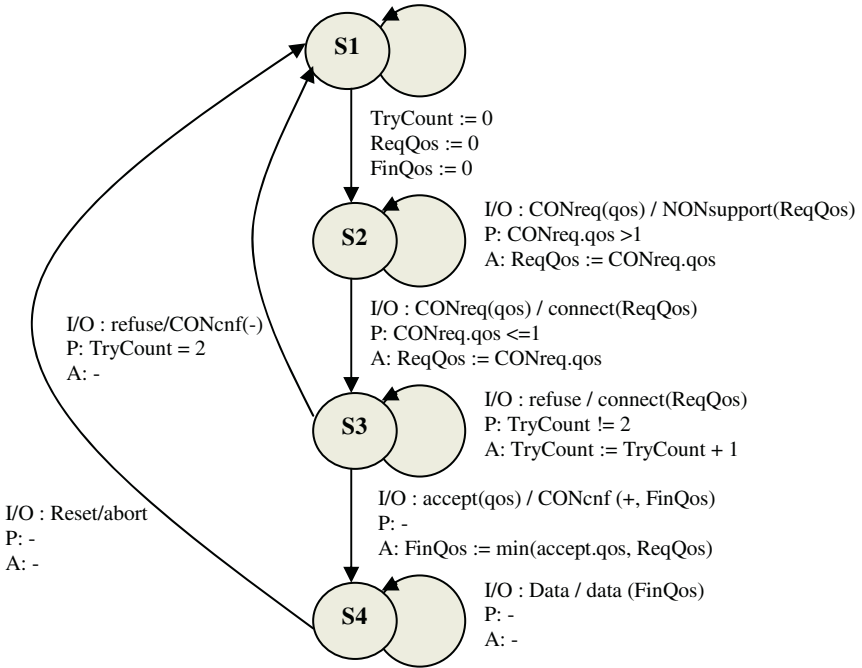 S1
TryCount := 0
ReqQos := 0
FinQos := 0
S2
I/O : CONreq(qos) / NONsupport(ReqQos)
P: CONreq.qos >1
A: ReqQos := CONreq.qos
I/O : CONreq(qos) / connect(ReqQos)
P: CONreq.qos <=1
A: ReqQos := CONreq.qos
I/O : refuse/CONcnf(-)
P: TryCount = 2
A: -
S3
I/O : refuse / connect(ReqQos)
P: TryCount != 2
A: TryCount := TryCount + 1
I/O : accept(qos) / CONcnf (+, FinQos)
P: -
A: FinQos := min(accept.qos, ReqQos)
I/O : Reset/abort
P: -
A: -
S4
I/O : Data / data (FinQos)
P: -
A: -